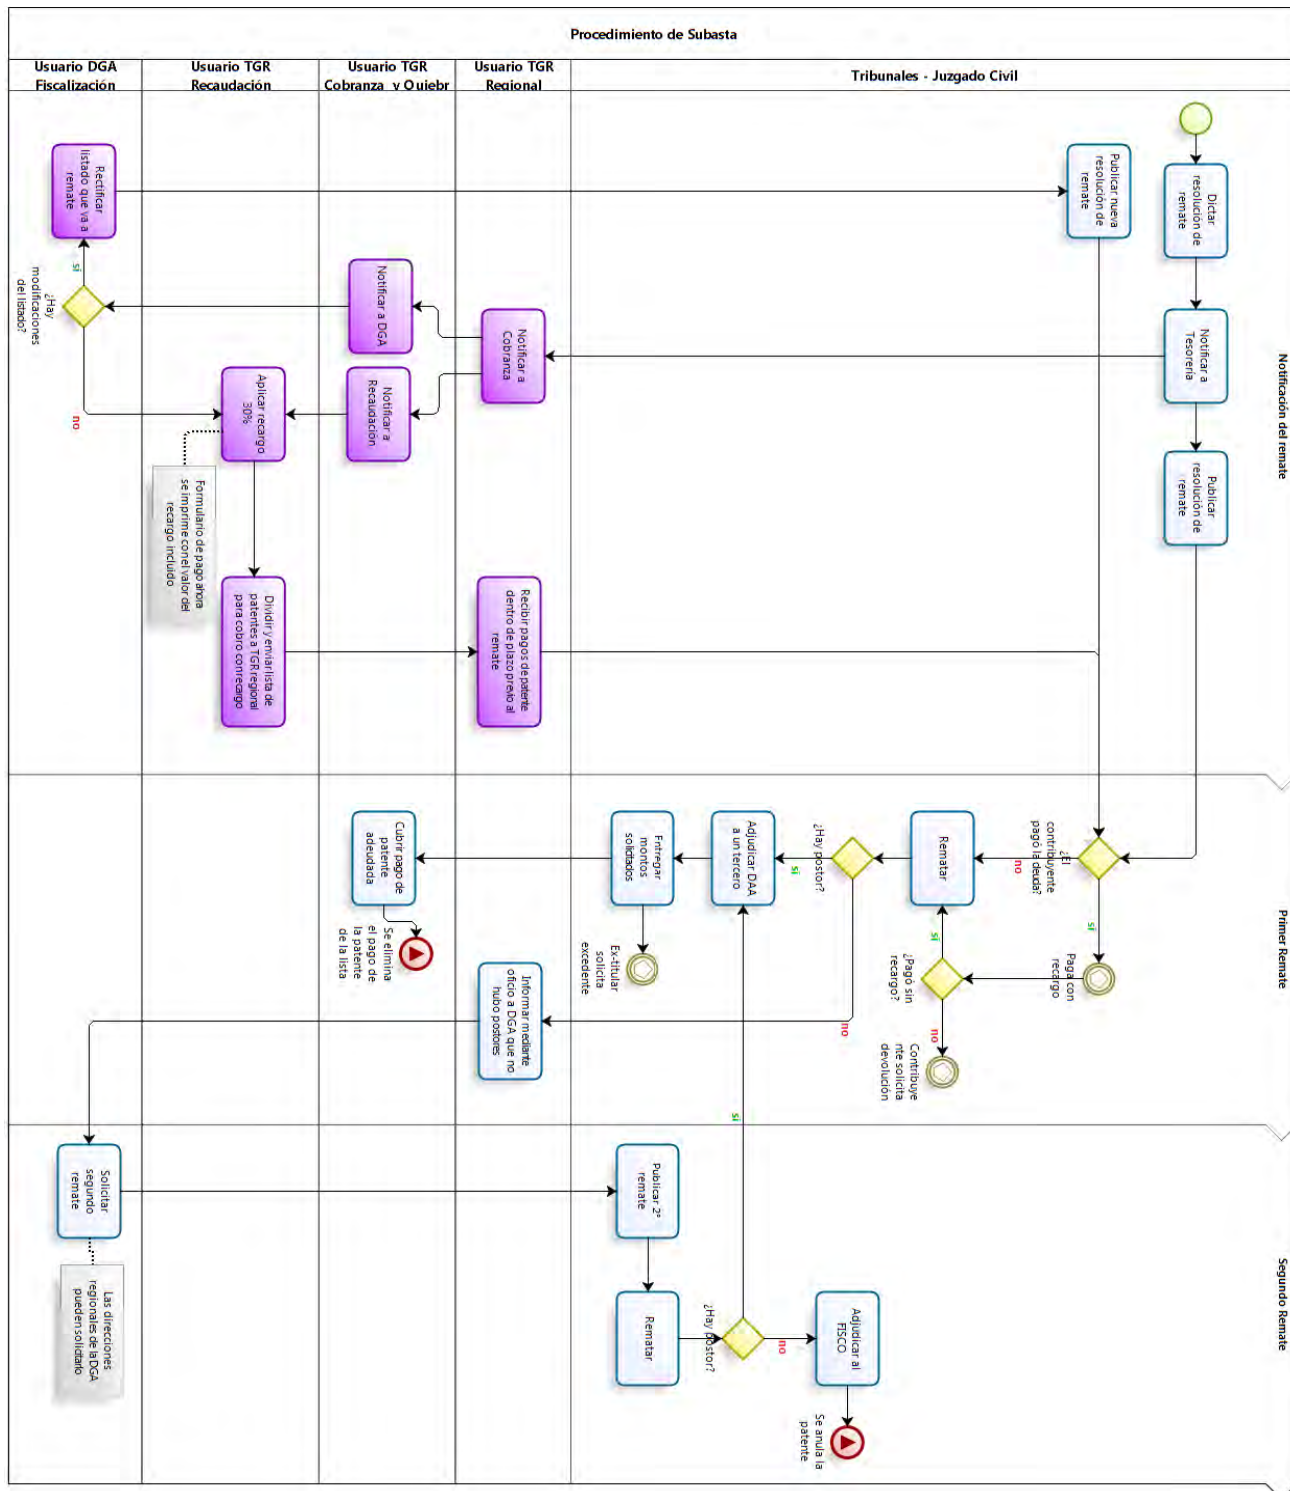 Procedimiento de Subasta
Usuario DGA
Fiscalización
Usuario TGR
Recaudación
Usuario TGR
Cobranza y Quiebr
Usuario TGR
Regional
Tribunales - Juzgado Civil
Notificación del remate
Dictar
resolución de
remate
Notificar a
Tesorería
Publicar
resolución de
remate
Publicar nueva
resolución de
remate
Notificar a
Cobranza
Notificar a DGA
Notificar a
Recaudación
Rectificar
listado que va a
remate
si
¿Hay
modificaciones
del listado?
no
Aplicar recargo
30%
Formulario de pago ahora
se imprime con el valor del
recargo incluido
Dividir y enviar lista de
patentes a TGR regional
para cobro con recargo
Recibir pagos de patente
dentro de plazo previo al
remate
Primer Remate
¿El
contribuyente
pagó la deuda?
no
si
Paga con
recargo
Rematar
si
¿Pagó sin
recargo?
no
Contribuye
nte solicita
devolución
¿Hay postor?
si
no
Adjudicar DAA
a un tercero
Entregar
montos
solicitados
Ex-titular
solicita
excedente
Cubrir pago de
patente
adeudada
Se elimina
el pago de
la patente
de la lista
Informar mediante
oficio a DGA que no
hubo postores
Segundo Remate
Solicitar
segundo
remate
Las direcciones
regionales de la DGA
pueden solicitarlo
Publicar 2°
remate
Rematar
¿Hay postor?
si
no
Adjudicar al
FISCO
Se anula la
patente